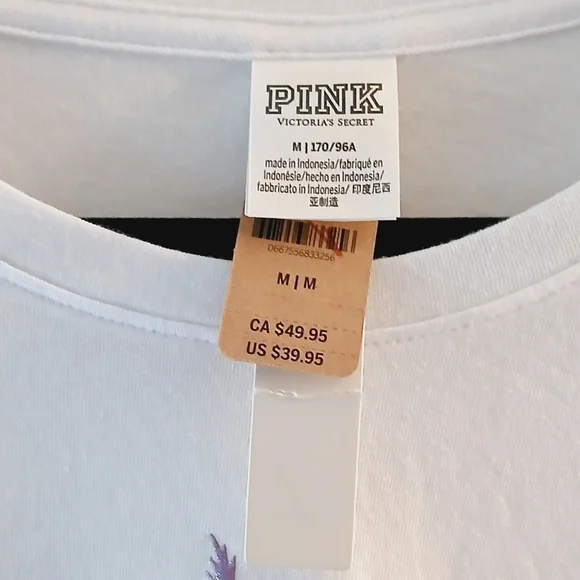 PINK
VICTORIA'S SECRET
M | 170/96A
made in Indonesia/fabriqué en
Indonésie/hecho en Indonesia/
fabbricato in Indonesia/ 印度尼西
亚制造
0667556833256
M | M
CA $49.95
US $39.95